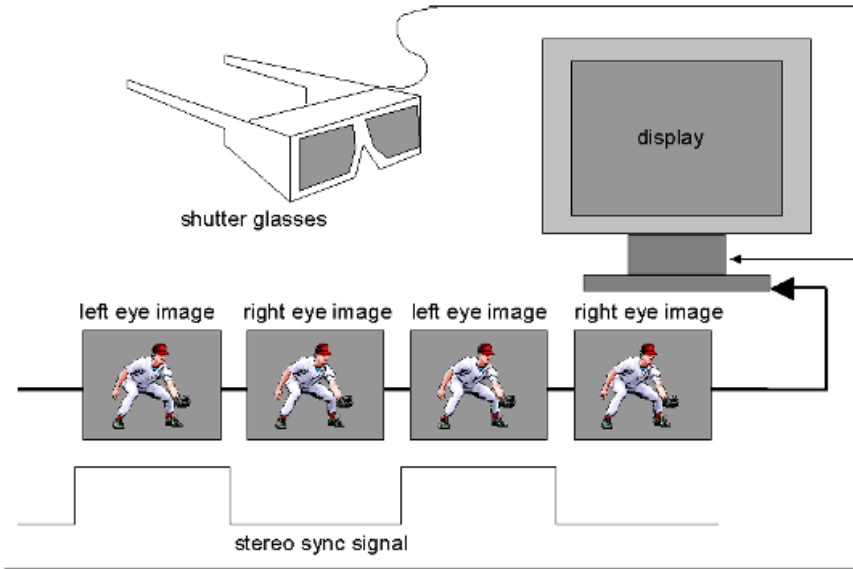 display
shutter glasses
left eye image
right eye image
left eye image
right eye image
stereo sync signal